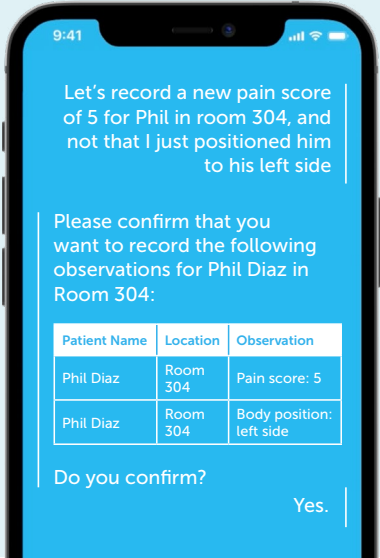 9:41
Let's record a new pain score
of 5 for Phil in room 304, and
not that I just positioned him
to his left side
Please confirm that you
want to record the following
observations for Phil Diaz in
Room 304:
Patient Name Location Observation
Phil Diaz Room 304 Pain score: 5
Phil Diaz Room 304 Body position: left side
Do you confirm?
Yes.